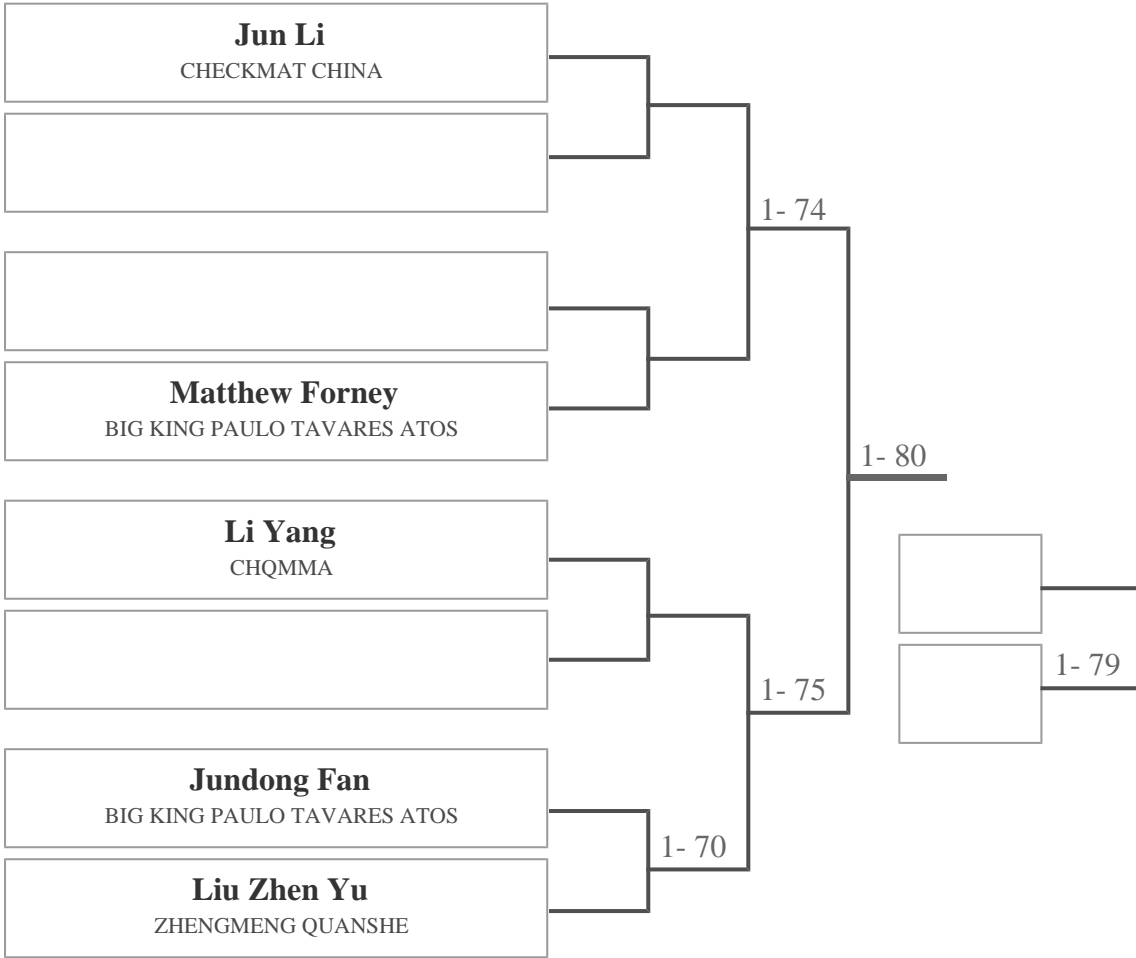 Jun Li
CHECKMAT CHINA
1- 74
Matthew Forney
BIG KING PAULO TAVARES ATOS
1- 80
Li Yang
CHQMMA
1- 79
1- 75
Jundong Fan
BIG KING PAULO TAVARES ATOS
1- 70
Liu Zhen Yu
ZHENGMENG QUANSHE